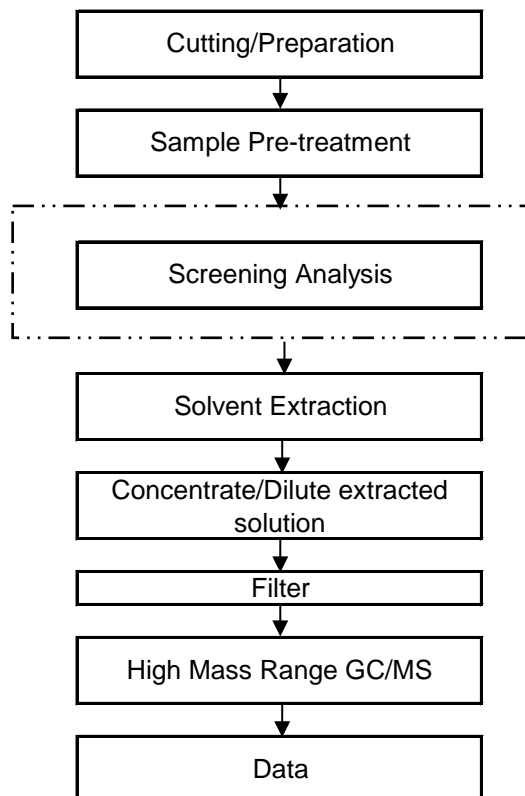 Cutting/Preparation
Sample Pre-treatment
Screening Analysis
Solvent Extraction
Concentrate/Dilute extracted
solution
Filter
High Mass Range GC/MS
Data